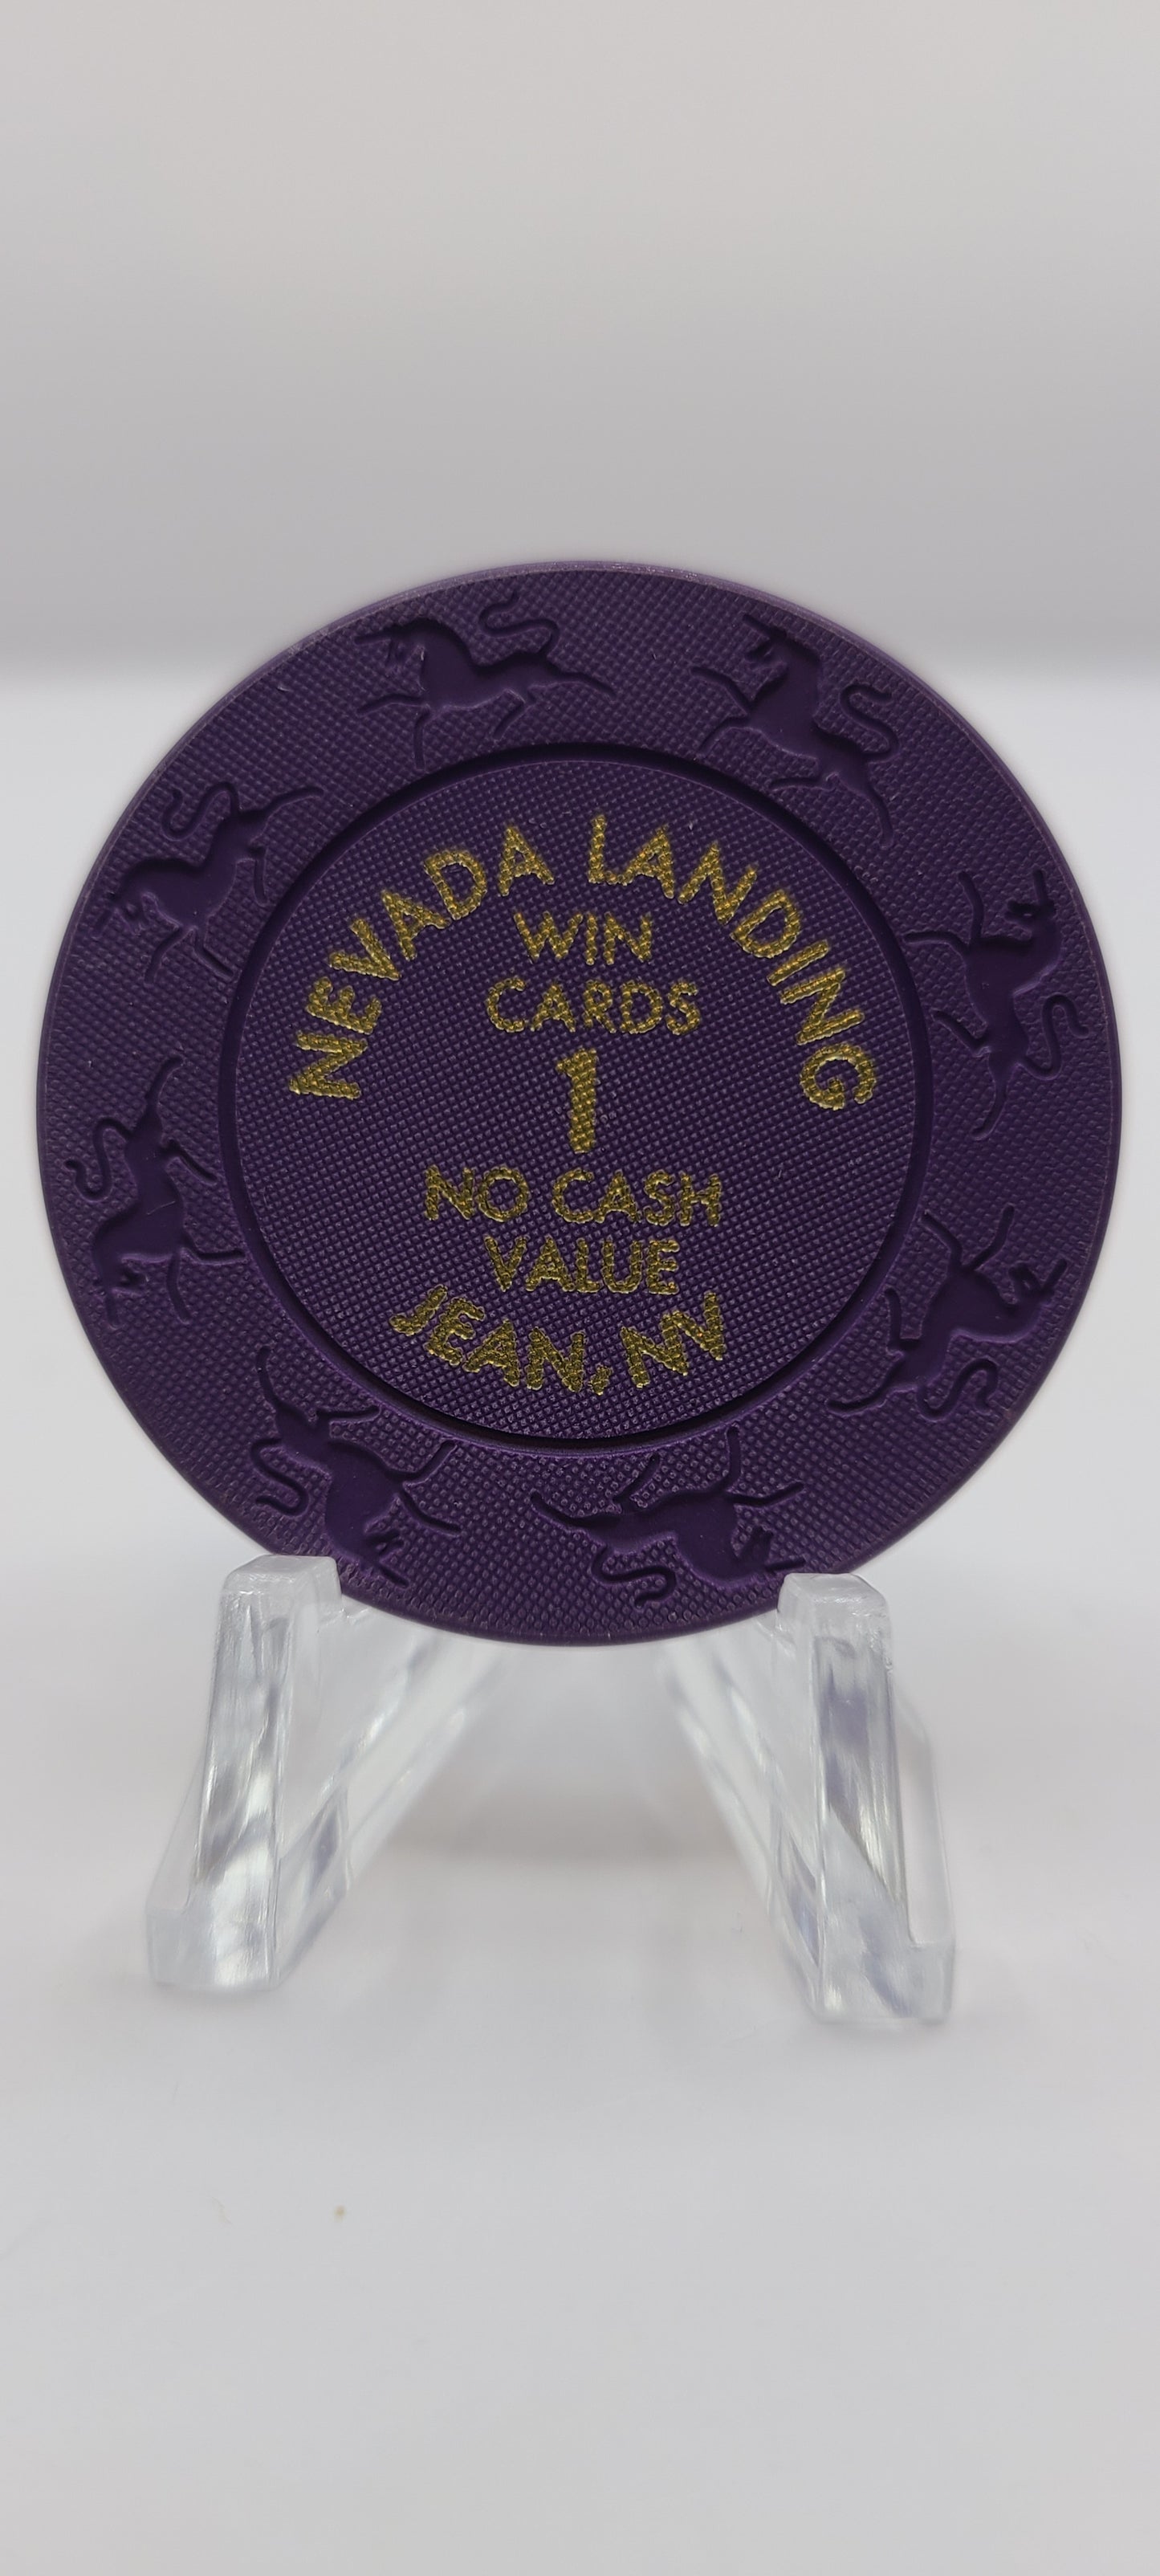 NEVADA LANDING
WIN
CARDS
1
NO CASH
VALUE
JEAN, NV